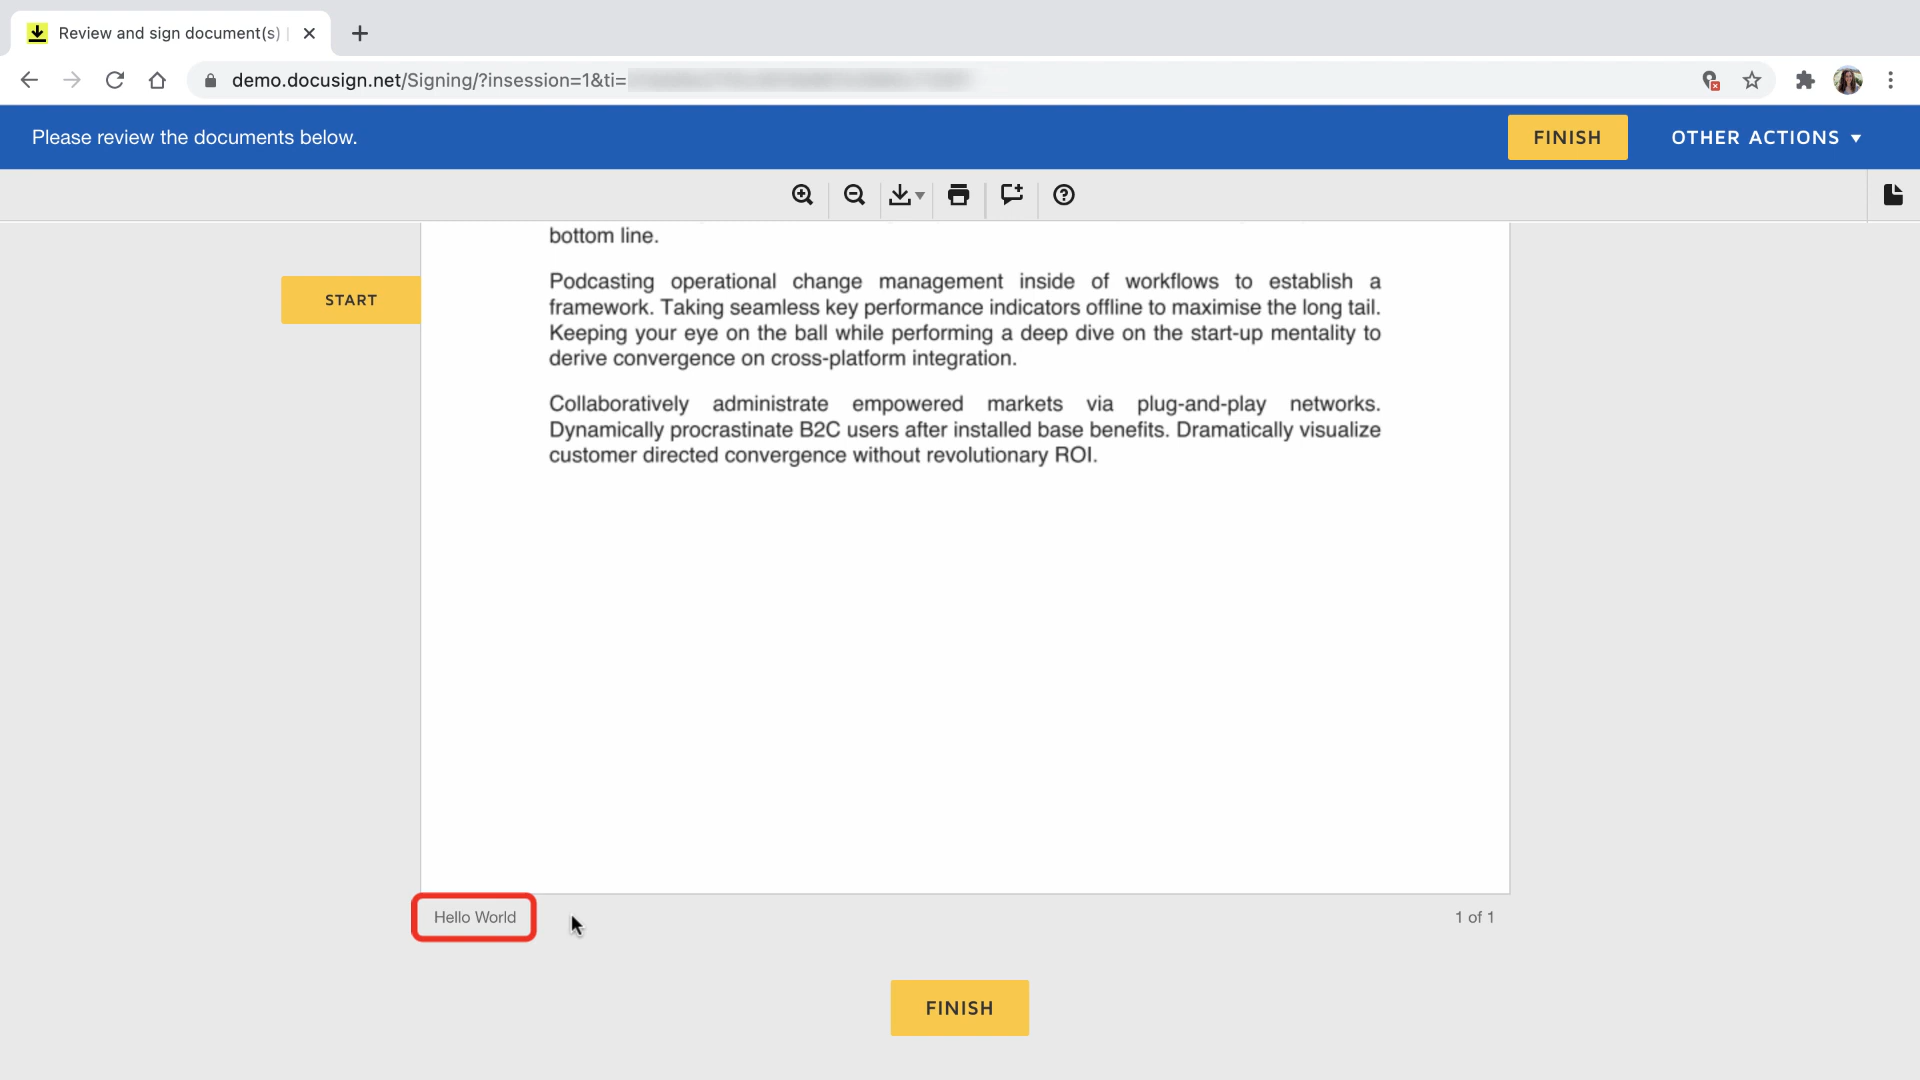 Review and sign document(s)
demo.docusign.net/Signing/?insession=1&ti=
Please review the documents below.
FINISH
OTHER ACTIONS
START
bottom line.
Podcasting operational change management inside of workflows to establish a
framework. Taking seamless key performance indicators offline to maximise the long tail.
Keeping your eye on the ball while performing a deep dive on the start-up mentality to
derive convergence on cross-platform integration.
Collaboratively administrate empowered markets via plug-and-play networks.
Dynamically procrastinate B2C users after installed base benefits. Dramatically visualize
customer directed convergence without revolutionary ROI.
Hello World
1 of 1
FINISH